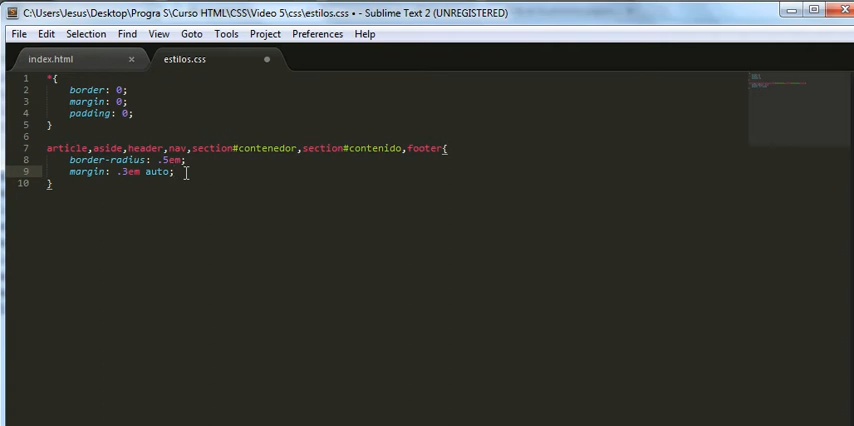 C:\Users\Jesus\Desktop\Progra S\Curso HTML\CSS\Video 5\css\estilos.css • - Sublime Text 2 (UNREGISTERED)
File Edit Selection Find View Goto Tools Project Preferences Help
index.html × estilos.css
1 *{
2 border: 0;
3 margin: 0;
4 padding: 0;
5 }
6
7 article,aside,header,nav,section#contenedor,section#contenido,footer{
8 border-radius: .5em;
9 margin: .3em auto;
10 }